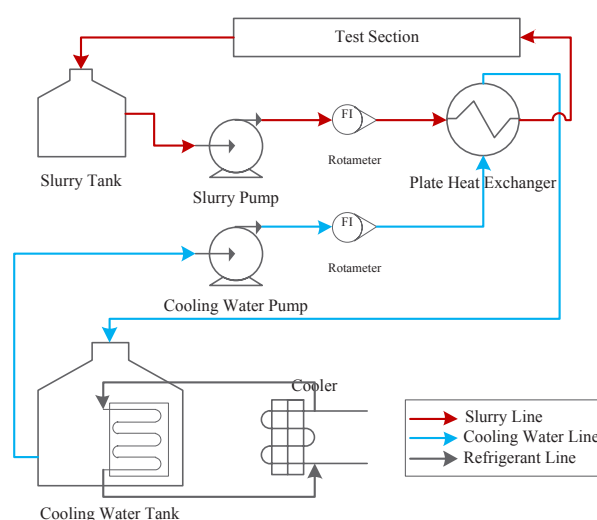 Test Section
FI
Slurry Tank
Rotameter
Plate Heat Exchanger
Slurry Pump
FI
Rotameter
Cooling Water Pump
Cooler
Slurry Line
Cooling Water Line
Refrigerant Line
Cooling Water Tank